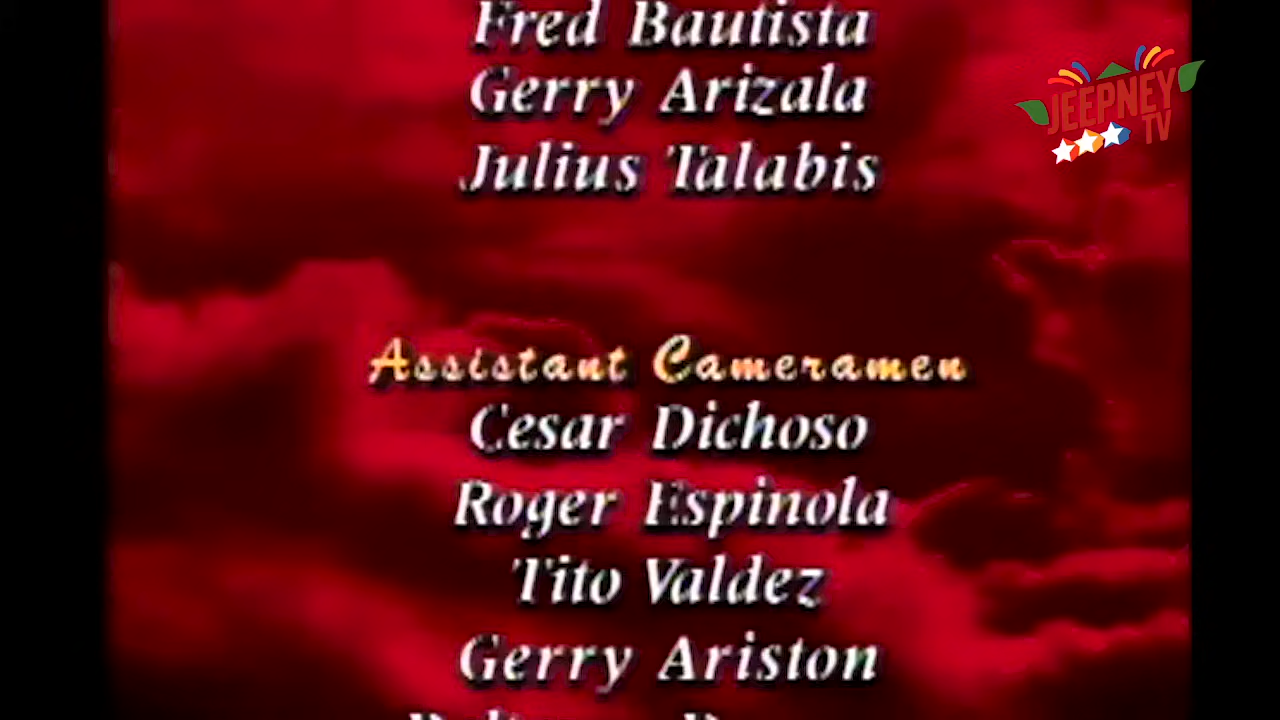 Fred Bautista
Gerry Arizala
Julius Talabis
JEEPNEY
TV
Assistant Cameramen
Cesar Dichoso
Roger Espinola
Tito Valdez
Gerry Ariston